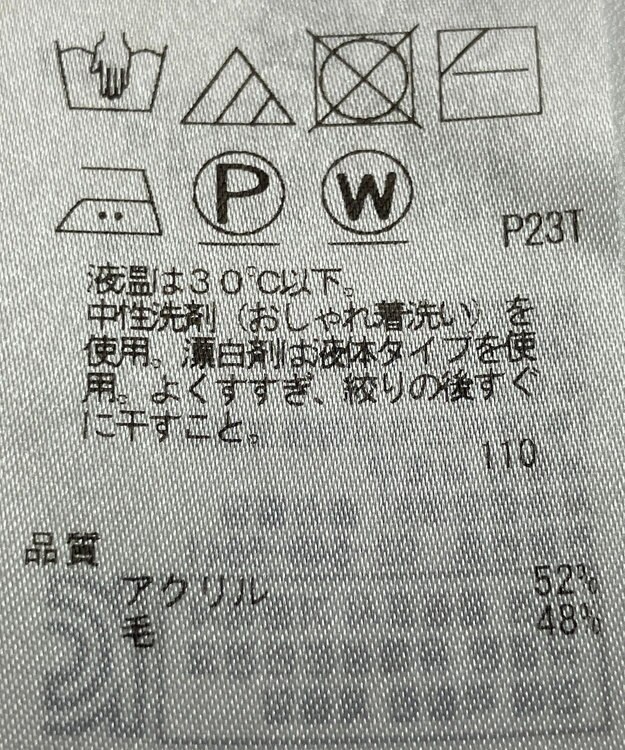 P
W
P23T
液温は30℃以下。
中性洗剤(おしゃれ着洗い)を
使用。漂白剤は液体タイプを使
用。よくすすぎ、絞りの後すぐ
に干すこと。
110
品質
アクリル 52%
毛 48%